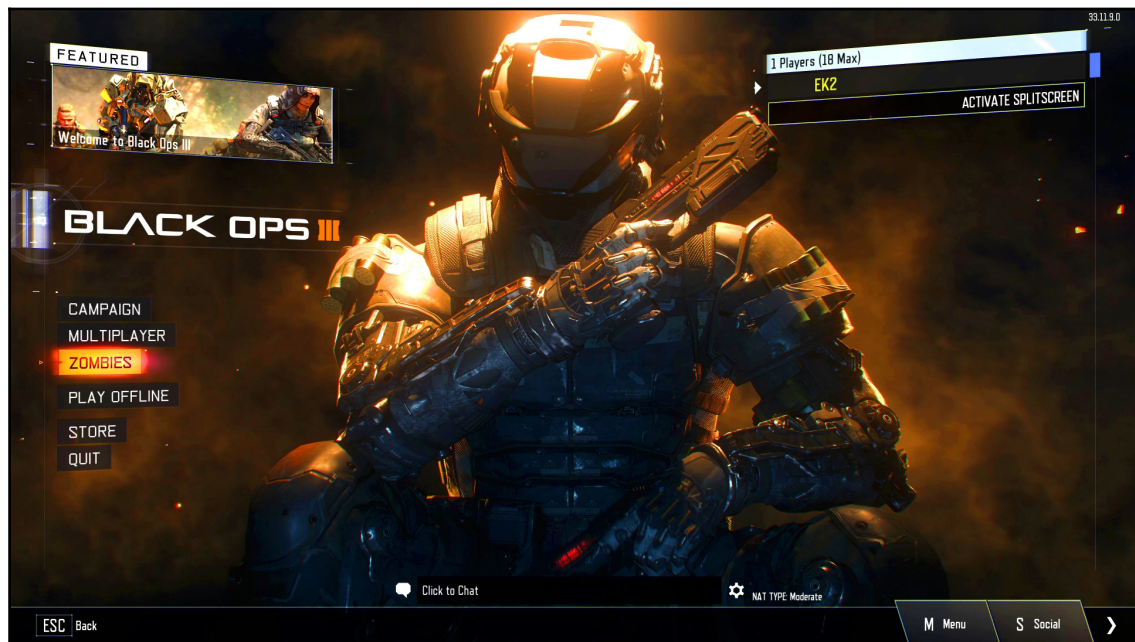 33.11.9.0
FEATURED
Welcome to Black Ops III
1 Players (18 Max)
EK2
ACTIVATE SPLITSCREEN
BLACK OPS III
CAMPAIGN
MULTIPLAYER
ZOMBIES
PLAY OFFLINE
STORE
QUIT
Click to Chat
NAT TYPE: Moderate
ESC Back
M Menu
S Social